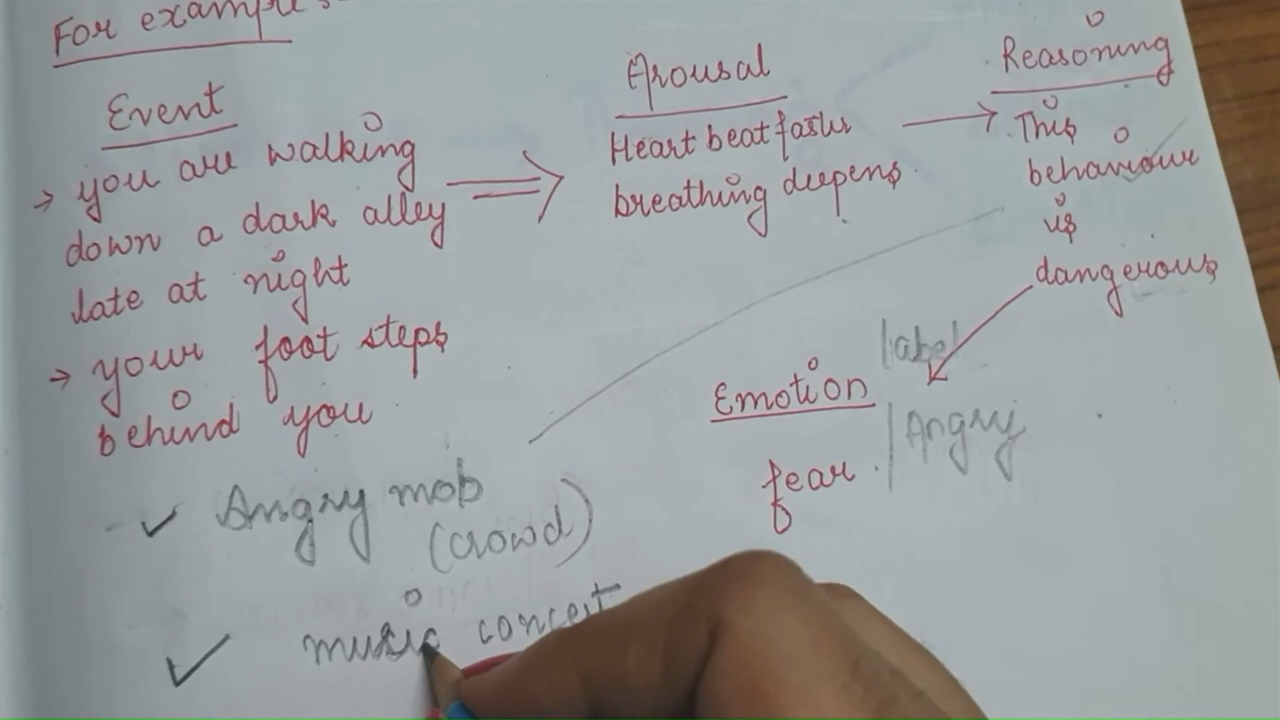 For example
Event
→ you are walking
down a dark alley
late at night
→ your foot steps
behind you
Arousal
Heart beat fasts
breathing deepens
Reasoning
This
behaviour
is
dangerous
label
Emotion
fear. / Angry
✓ Angry mob
(crowd)
✓ music concert